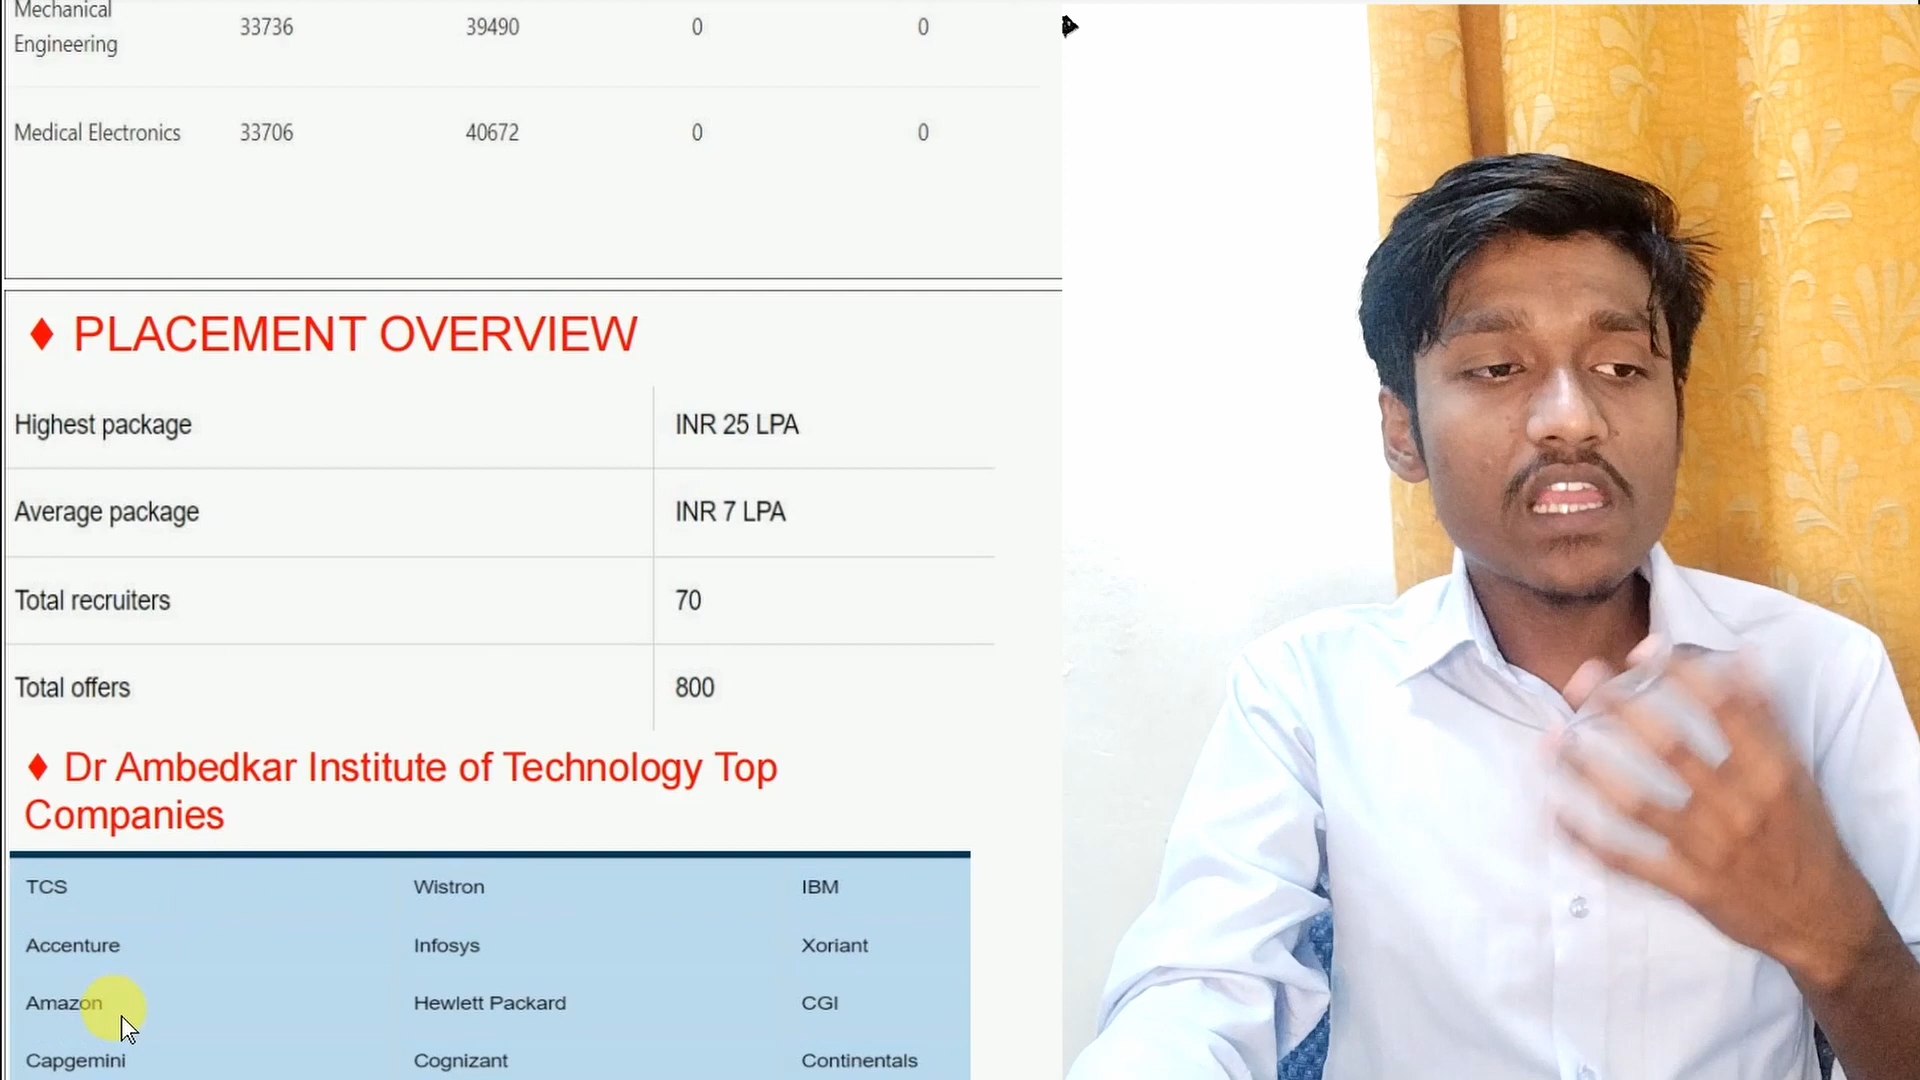 Mechanical
Engineering 33736 39490 0 0
Medical Electronics 33706 40672 0 0
♦ PLACEMENT OVERVIEW
Highest package INR 25 LPA
Average package INR 7 LPA
Total recruiters 70
Total offers 800
♦ Dr Ambedkar Institute of Technology Top
Companies
TCS Wistron IBM
Accenture Infosys Xoriant
Amazon Hewlett Packard CGI
Capgemini Cognizant Continentals